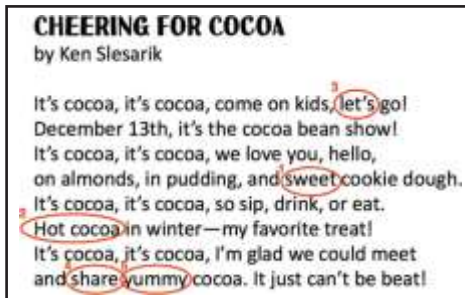 CHEERING FOR COCOA
by Ken Slesarik
It's cocoa, it's cocoa, come on kids, let's go!
December 13th, it's the cocoa bean show!
It's cocoa, it's cocoa, we love you, hello,
on almonds, in pudding, and sweet cookie dough.
It's cocoa, it's cocoa, so sip, drink, or eat.
Hot cocoa in winter—my favorite treat!
It's cocoa, it's cocoa, I'm glad we could meet
and share yummy cocoa. It just can't be beat!